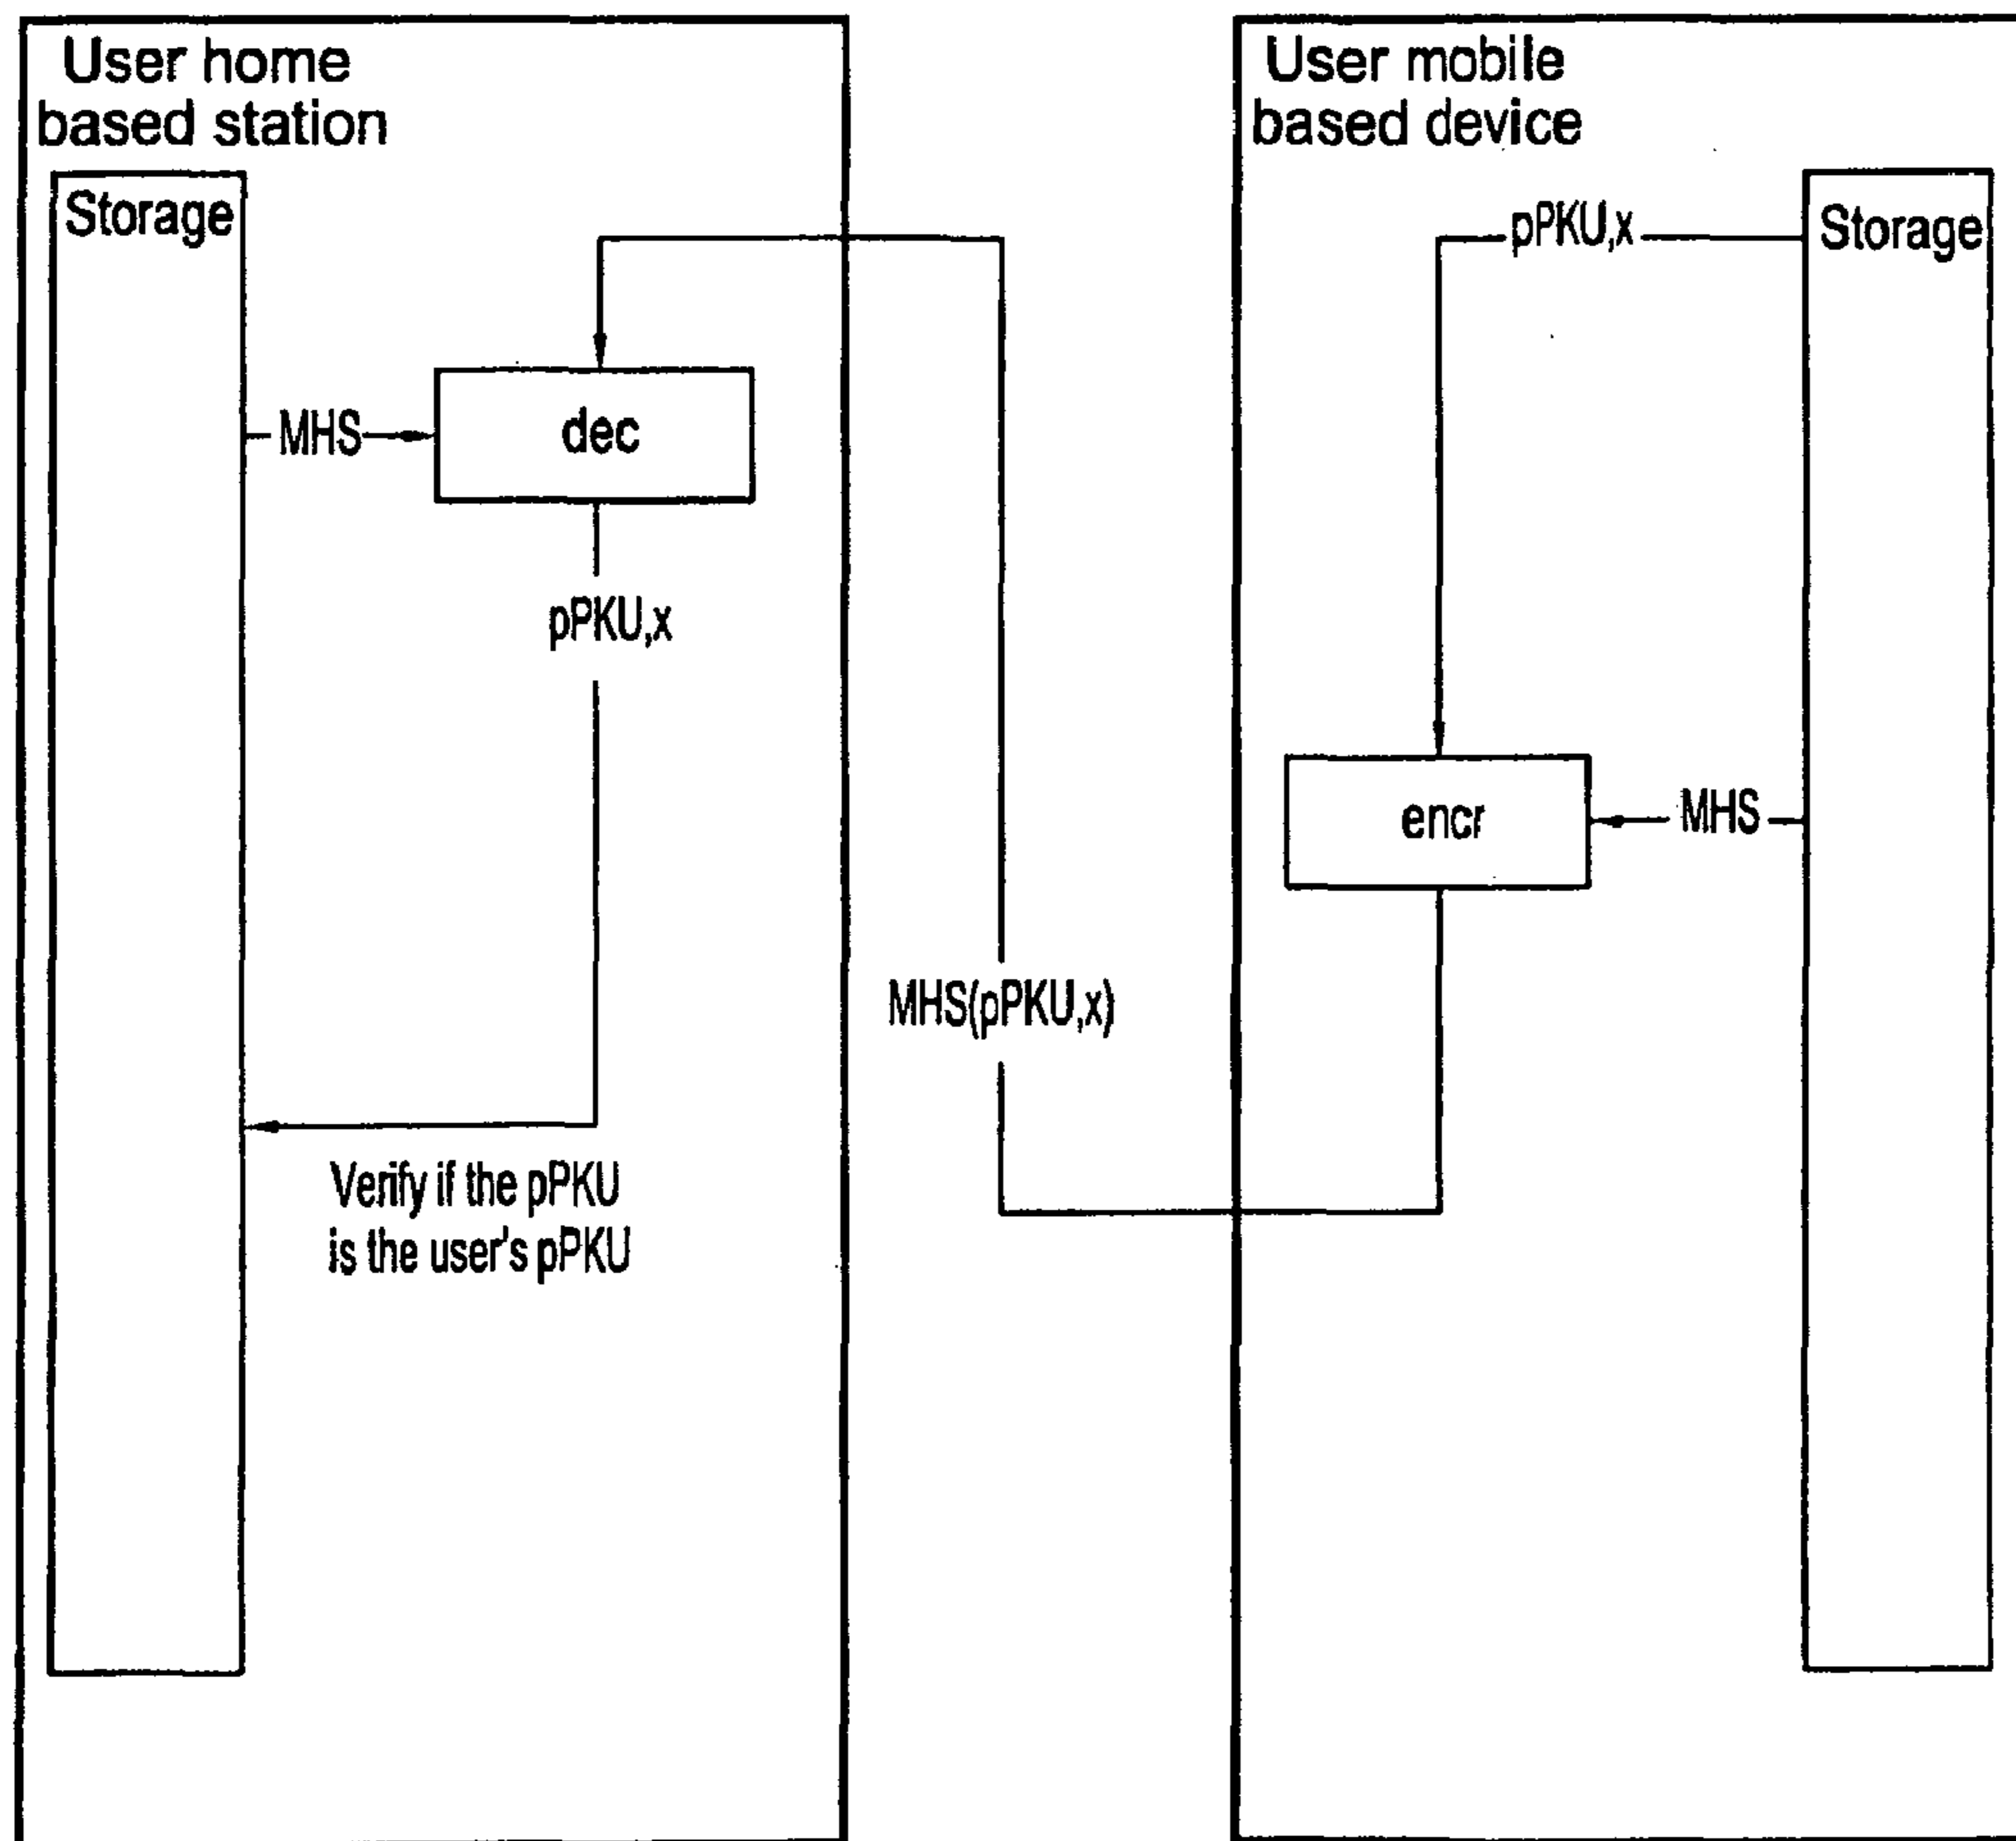 User home
based station
Storage
MHS
dec
pPKU,x
Verify if the pPKU
is the user's pPKU
MHS(pPKU,x)
User mobile
based device
pPKU,x
Storage
encr
MHS